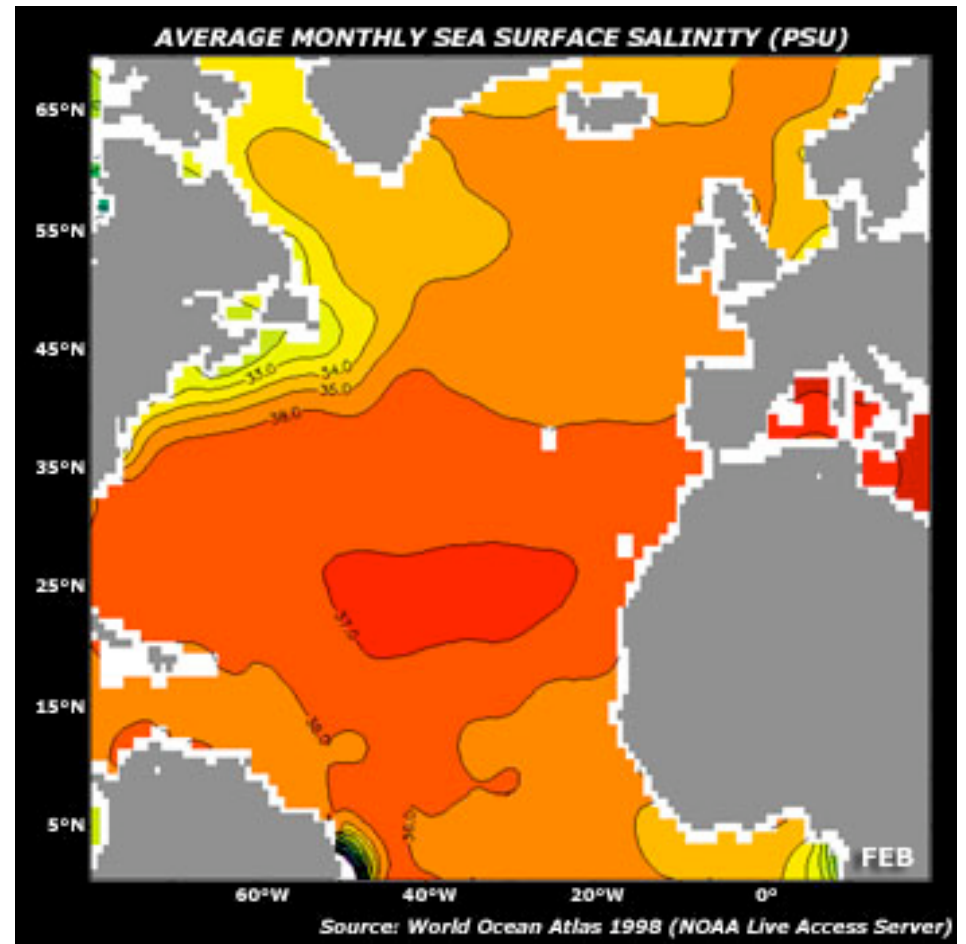 AVERAGE MONTHLY SEA SURFACE SALINITY (PSU)
65°N
55°N
45°N
33.0
34.0
35.0
36.0
35°N
25°N
37.0
15°N
36.0
36.0
5°N
FEB
60°W 40°W 20°W 0°
Source: World Ocean Atlas 1998 (NOAA Live Access Server)